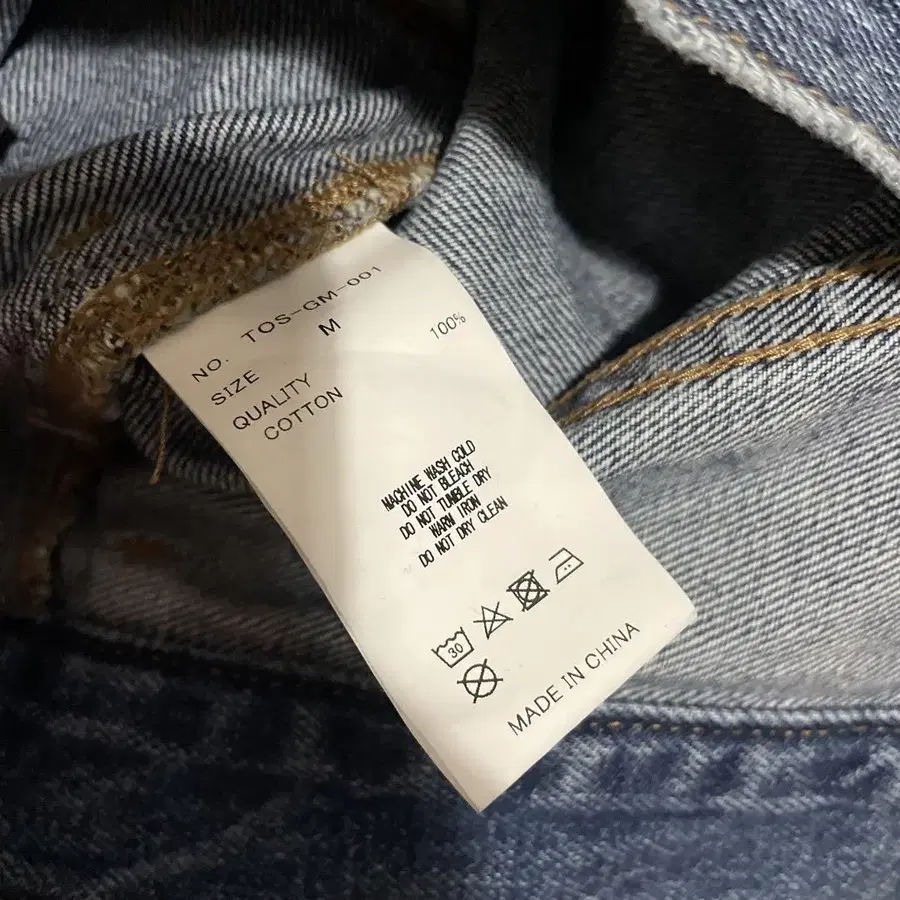 NO. TOS-GM-001
SIZE M
QUALITY 100%
COTTON
MACHINE WASH COLD
DO NOT BLEACH
DO NOT TUMBLE DRY
WARM IRON
DO NOT DRY CLEAN
30
MADE IN CHINA